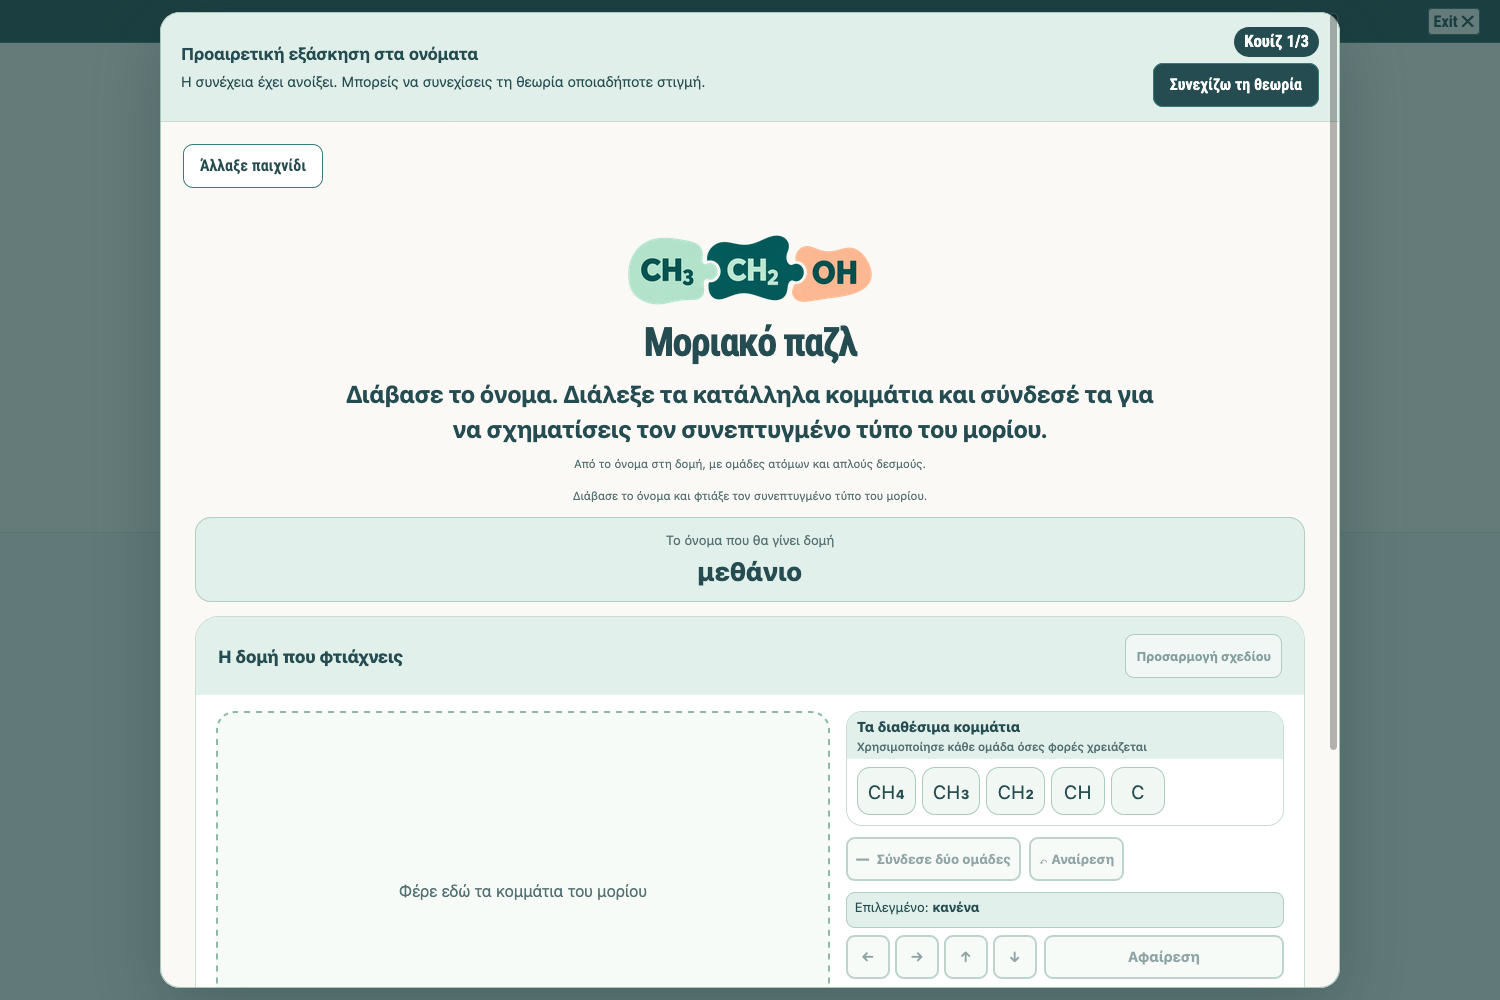 Exit ✕
Προαιρετική εξάσκηση στα ονόματα
Η συνέχεια έχει ανοίξει. Μπορείς να συνεχίσεις τη θεωρία οποιαδήποτε στιγμή.
Κουίζ 1/3
Συνεχίζω τη θεωρία
Άλλαξε παιχνίδι
CH₃ CH₂ OH
Μοριακό παζλ
Διάβασε το όνομα. Διάλεξε τα κατάλληλα κομμάτια και σύνδεσέ τα για
να σχηματίσεις τον συνεπτυγμένο τύπο του μορίου.
Από το όνομα στη δομή, με ομάδες ατόμων και απλούς δεσμούς.
Διάβασε το όνομα και φτιάξε τον συνεπτυγμένο τύπο του μορίου.
Το όνομα που θα γίνει δομή
μεθάνιο
Η δομή που φτιάχνεις
Προσαρμογή σχεδίου
Φέρε εδώ τα κομμάτια του μορίου
Τα διαθέσιμα κομμάτια
Χρησιμοποίησε κάθε ομάδα όσες φορές χρειάζεται
CH₄ CH₃ CH₂ CH C
— Σύνδεσε δύο ομάδες
↶ Αναίρεση
Επιλεγμένο: κανένα
← → ↑ ↓ Αφαίρεση